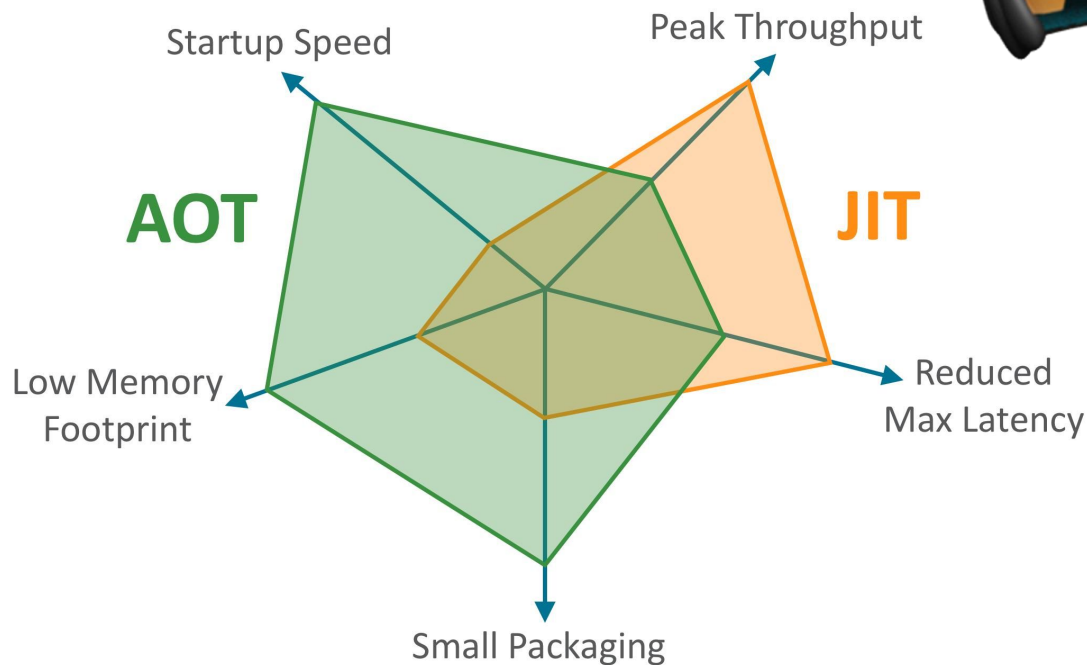 Startup Speed
Peak Throughput
AOT
JIT
Low Memory
Footprint
Reduced
Max Latency
Small Packaging